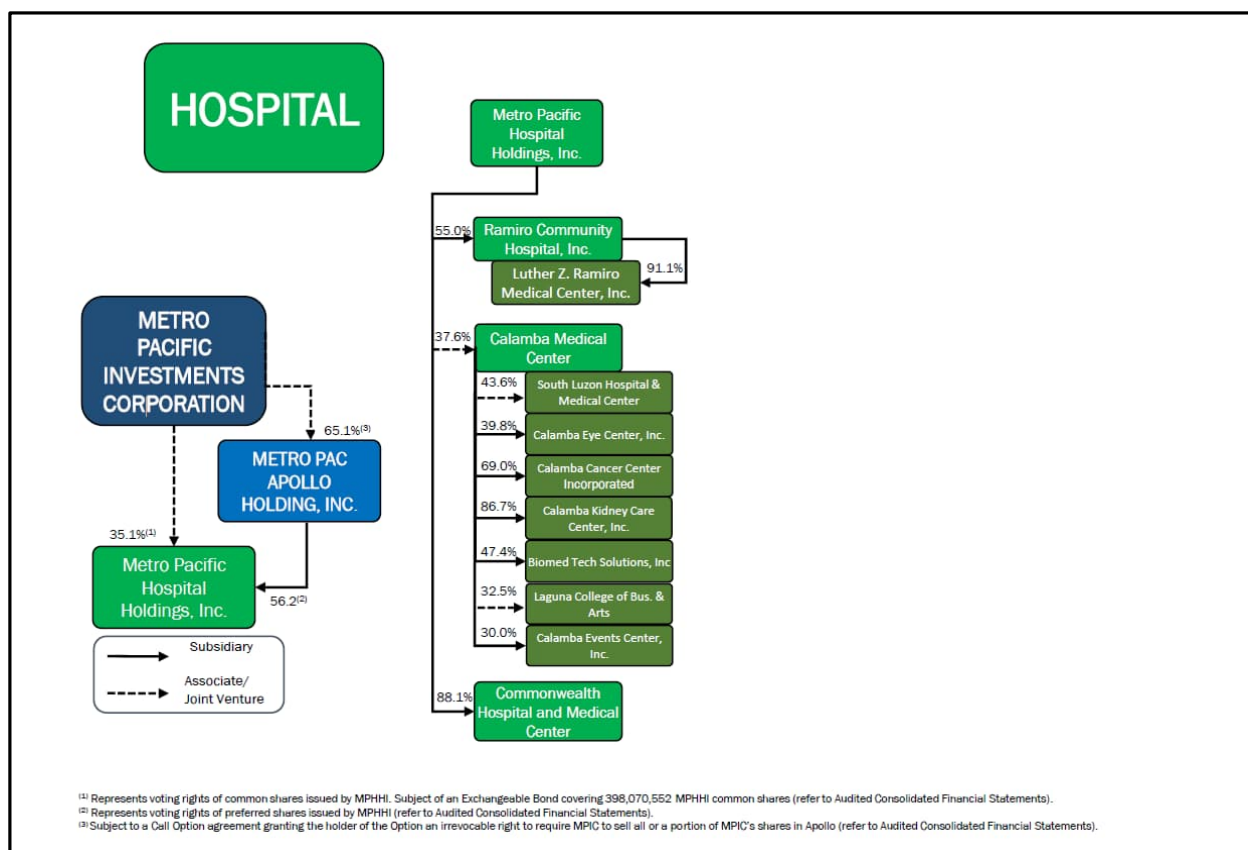 HOSPITAL
Metro Pacific
Hospital
Holdings, Inc.
55.0%
Ramiro Community
Hospital, Inc.
91.1%
Luther Z. Ramiro
Medical Center, Inc.
METRO
PACIFIC
INVESTMENTS
CORPORATION
65.1%(3)
METRO PAC
APOLLO
HOLDING, INC.
35.1%(1)
Metro Pacific
Hospital
Holdings, Inc.
56.2(2)
Subsidiary
Associate/
Joint Venture
37.6%
Calamba Medical
Center
43.6%
South Luzon Hospital &
Medical Center
39.8%
Calamba Eye Center, Inc.
69.0%
Calamba Cancer Center
Incorporated
86.7%
Calamba Kidney Care
Center, Inc.
47.4%
Biomed Tech Solutions, Inc
32.5%
Laguna College of Bus. &
Arts
30.0%
Calamba Events Center,
Inc.
88.1%
Commonwealth
Hospital and Medical
Center
(1) Represents voting rights of common shares issued by MPHHI. Subject of an Exchangeable Bond covering 398,070,552 MPHHI common shares (refer to Audited Consolidated Financial Statements).
(2) Represents voting rights of preferred shares issued by MPHHI (refer to Audited Consolidated Financial Statements).
(3) Subject to a Call Option agreement granting the holder of the Option an irrevocable right to require MPIC to sell all or a portion of MPIC's shares in Apollo (refer to Audited Consolidated Financial Statements).